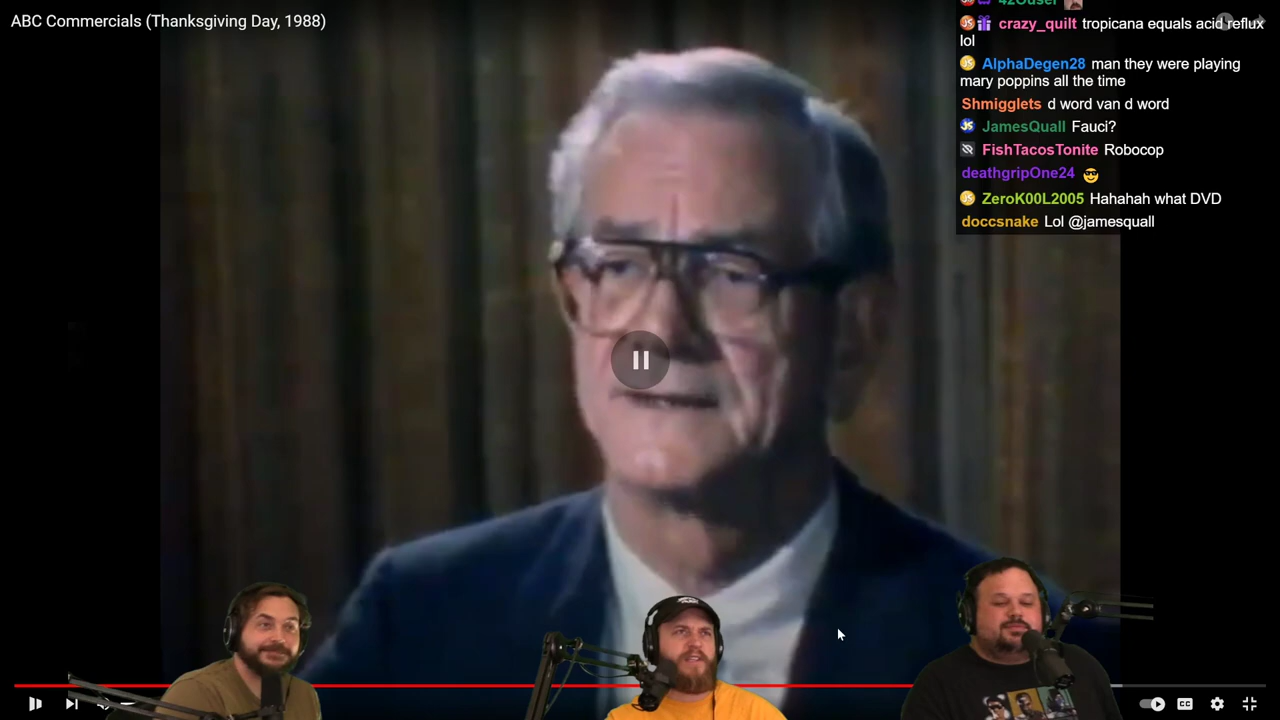 ABC Commercials (Thanksgiving Day, 1988)
42Ouser
crazy_quilt tropicana equals acid reflux
lol
AlphaDegen28 man they were playing
mary poppins all the time
Shmigglets d word van d word
JamesQuall Fauci?
FishTacosTonite Robocop
deathgripOne24
ZeroK00L2005 Hahahah what DVD
doccsnake Lol @jamesquall